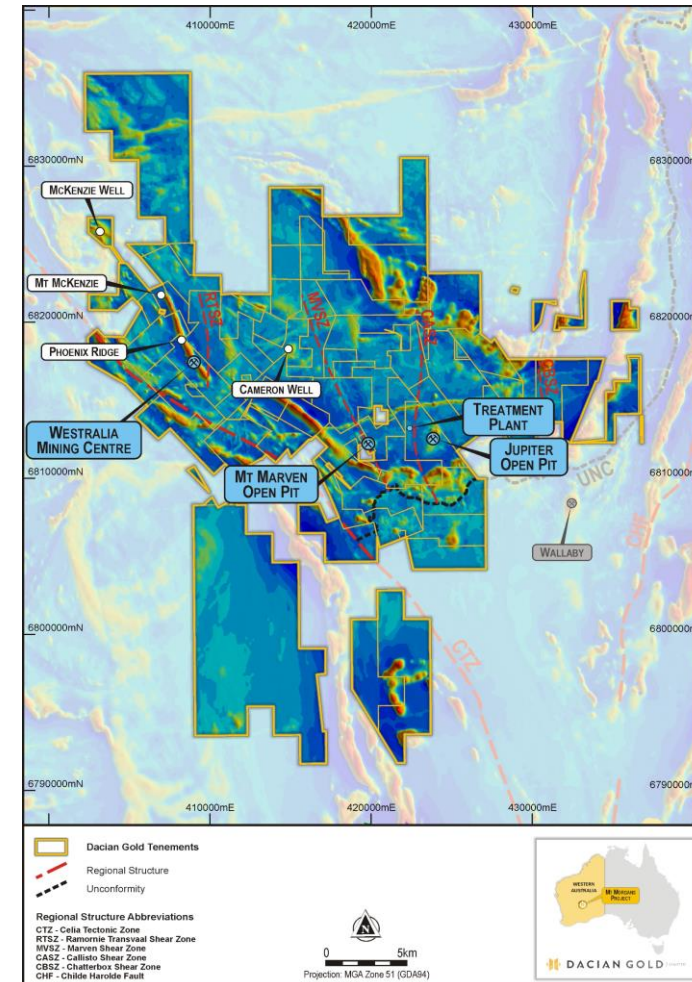 410000mE
420000mE
430000mE
6830000mN
6830000mN
MCKENZIE WELL
MT MCKENZIE
RTSZ
MVSZ
CASZ
6820000mN
6820000mN
PHOENIX RIDGE
CAMERON WELL
CBSZ
WESTRALIA
MINING CENTRE
TREATMENT
PLANT
MT MARVEN
OPEN PIT
JUPITER
OPEN PIT
6810000mN
6810000mN
UNC
WALLABY
CHF
CTZ
6800000mN
6800000mN
6790000mN
6790000mN
410000mE
420000mE
430000mE
Dacian Gold Tenements
Regional Structure
Unconformity
Regional Structure Abbreviations
CTZ - Celia Tectonic Zone
RTSZ - Ramornie Transvaal Shear Zone
MVSZ - Marven Shear Zone
CASZ - Callisto Shear Zone
CBSZ - Chatterbox Shear Zone
CHF - Childe Harolde Fault
N
0 5km
Projection: MGA Zone 51 (GDA94)
WESTERN
AUSTRALIA
MT MORGANS
PROJECT
DACIAN GOLD